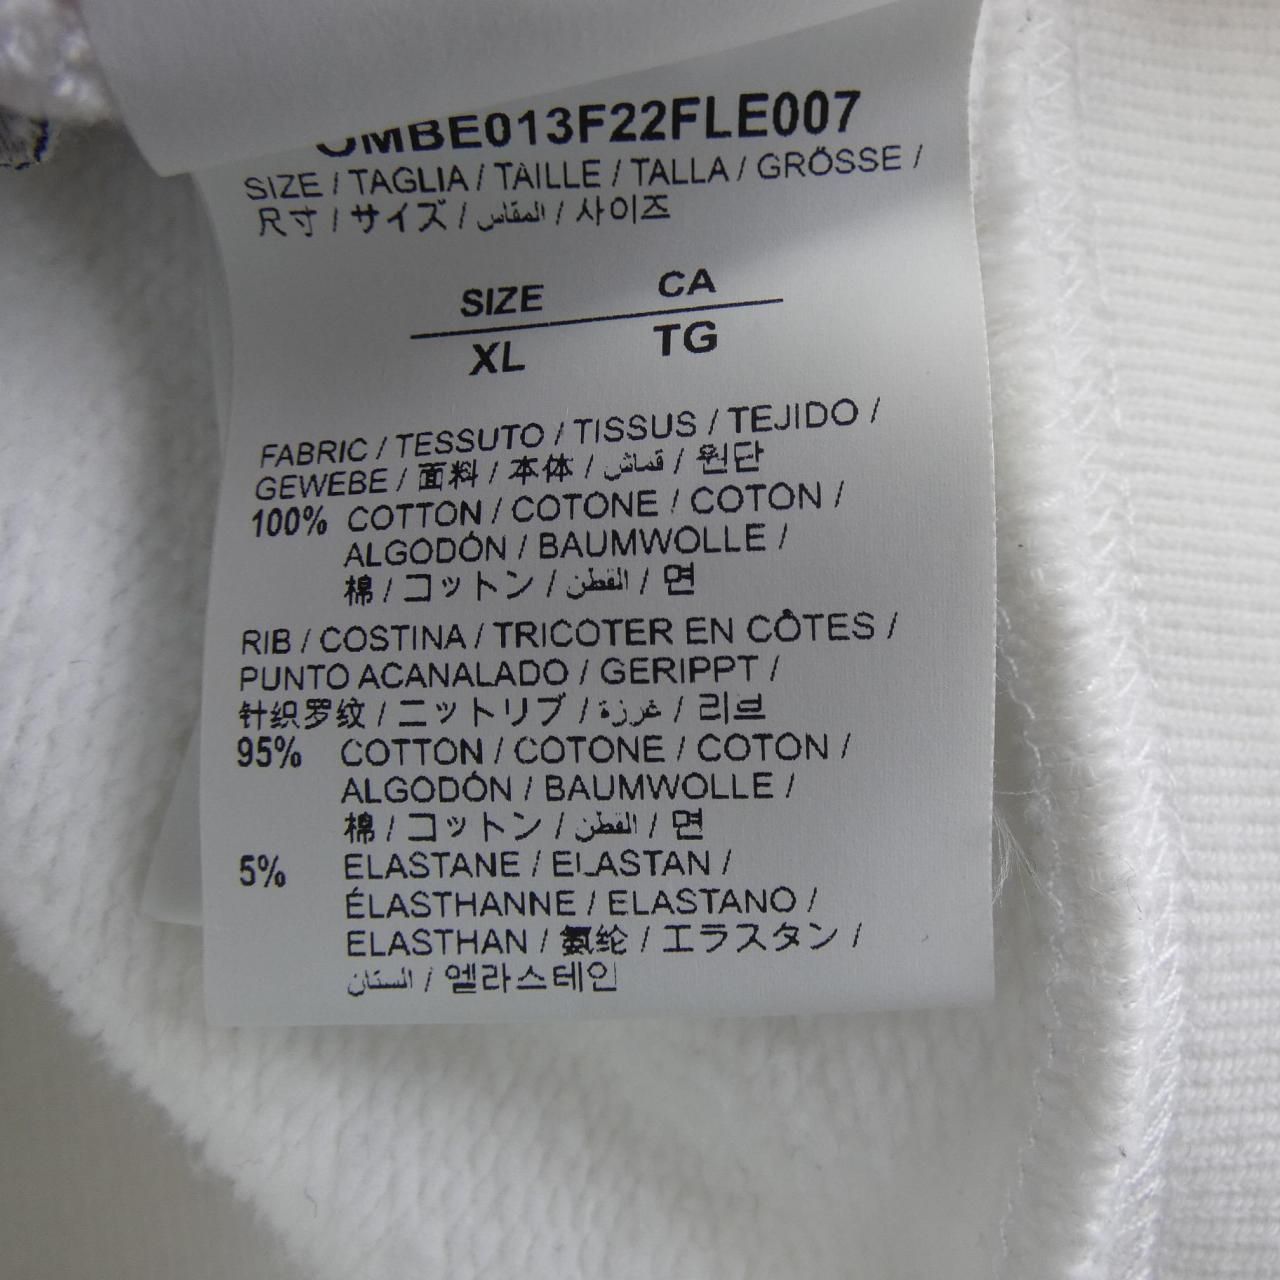 OMBE013F22FLE007
SIZE / TAGLIA / TAILLE / TALLA / GRÖSSE /
尺寸 / サイズ / المقاس / 사이즈
SIZE CA
XL TG
FABRIC / TESSUTO / TISSUS / TEJIDO /
GEWEBE / 面料 / 本体 / قماش / 원단
100% COTTON / COTONE / COTON /
ALGODÓN / BAUMWOLLE /
棉 / コットン / القطن / 면
RIB / COSTINA / TRICOTER EN CÔTES /
PUNTO ACANALADO / GERIPPT /
针织罗纹 / ニットリブ / غرزة / 리브
95% COTTON / COTONE / COTON /
ALGODÓN / BAUMWOLLE /
棉 / コットン / القطن / 면
5% ELASTANE / ELASTAN /
ÉLASTHANNE / ELASTANO /
ELASTHAN / 氨纶 / エラスタン /
الستان / 엘라스테인